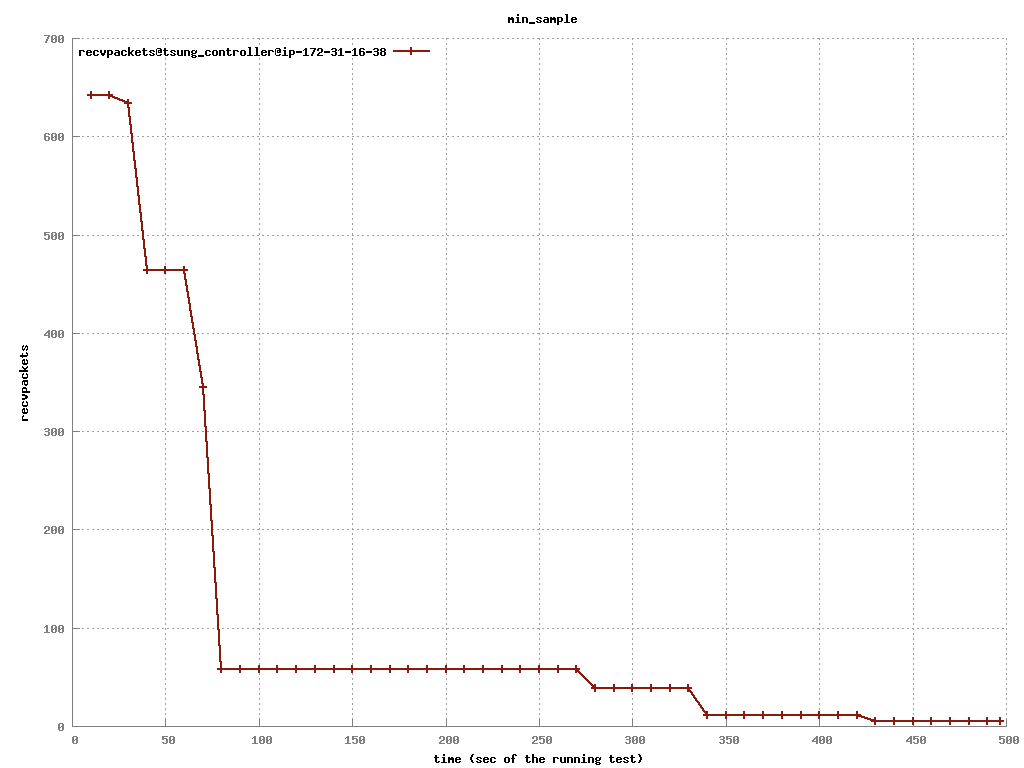 min_sample
recvpackets@tsung_controller@ip-172-31-16-38
700
600
500
400
300
200
100
0
recvpackets
0 50 100 150 200 250 300 350 400 450 500
time (sec of the running test)